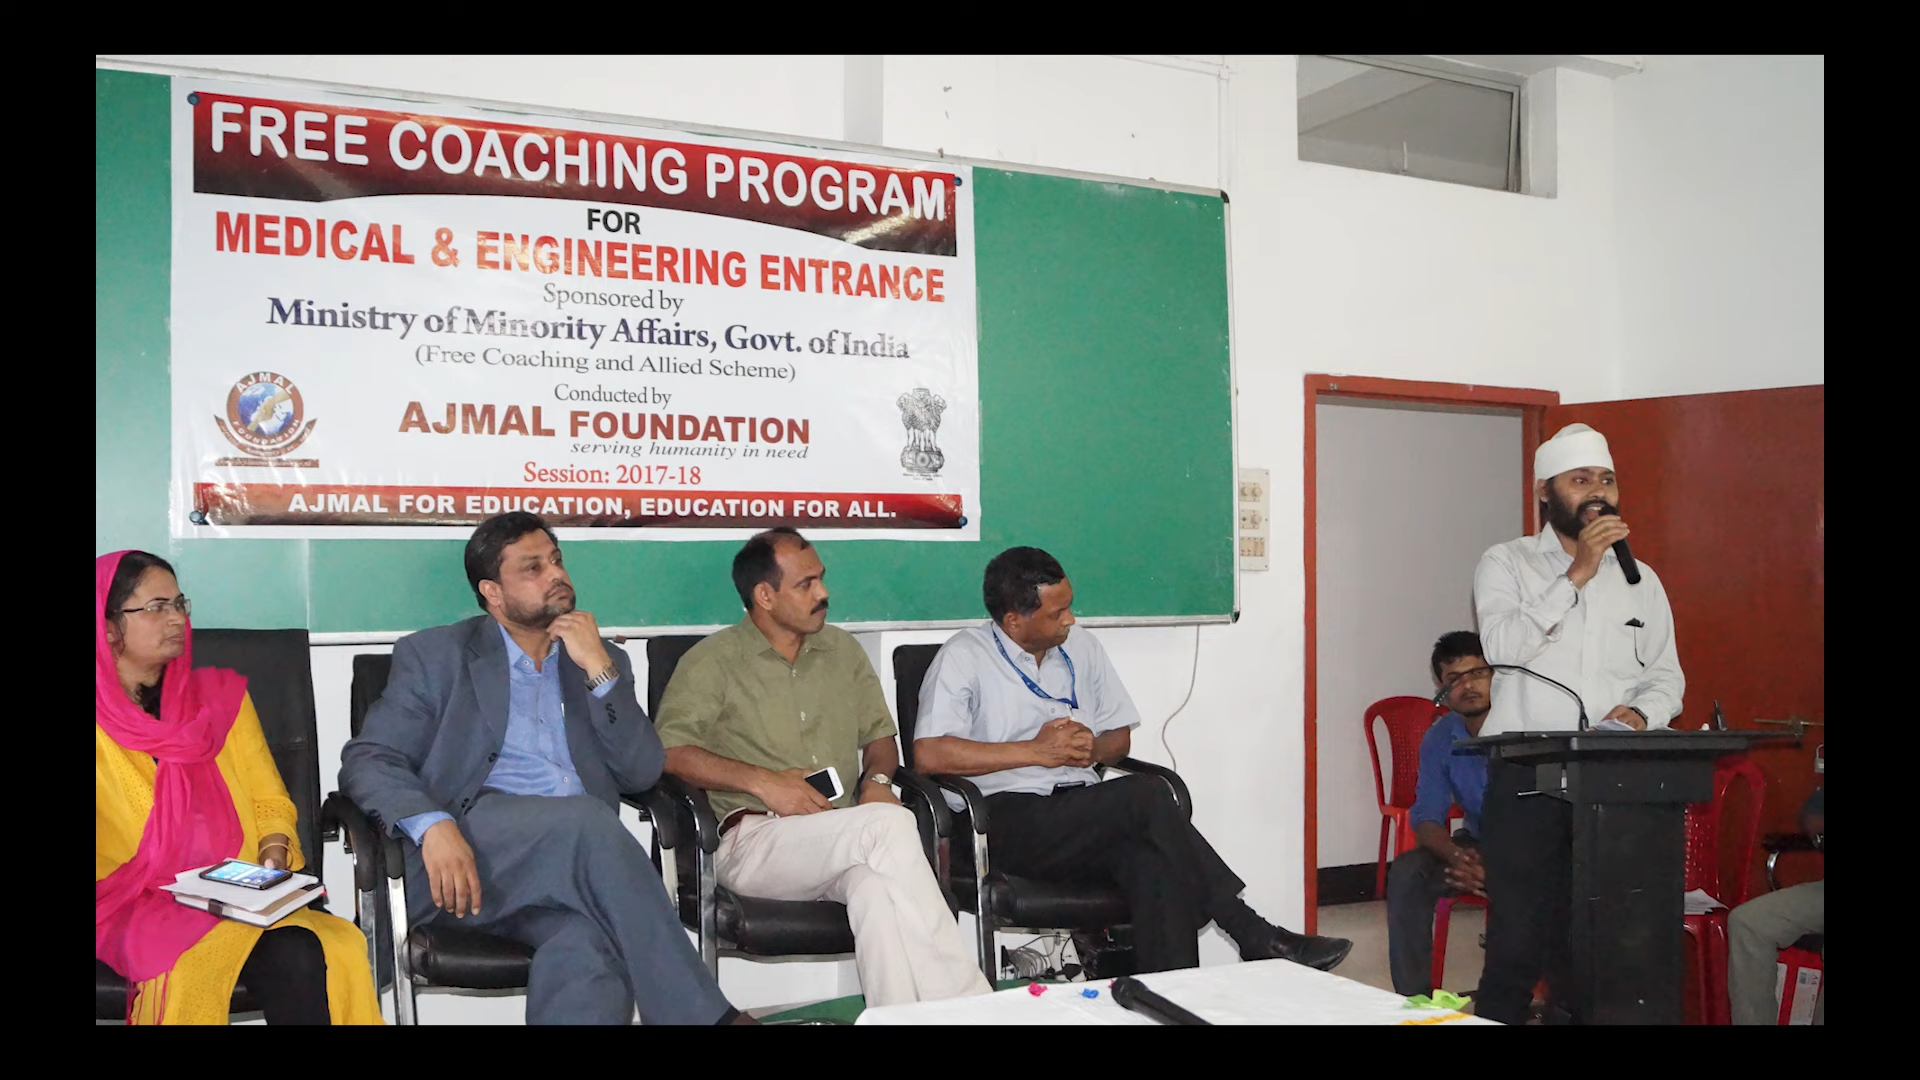 FREE COACHING PROGRAM
FOR
MEDICAL & ENGINEERING ENTRANCE
Sponsored by
Ministry of Minority Affairs, Govt. of India
(Free Coaching and Allied Scheme)
Conducted by
AJMAL FOUNDATION
serving humanity in need
Session: 2017-18
AJMAL FOR EDUCATION, EDUCATION FOR ALL.
AJMAL
FOUNDATION